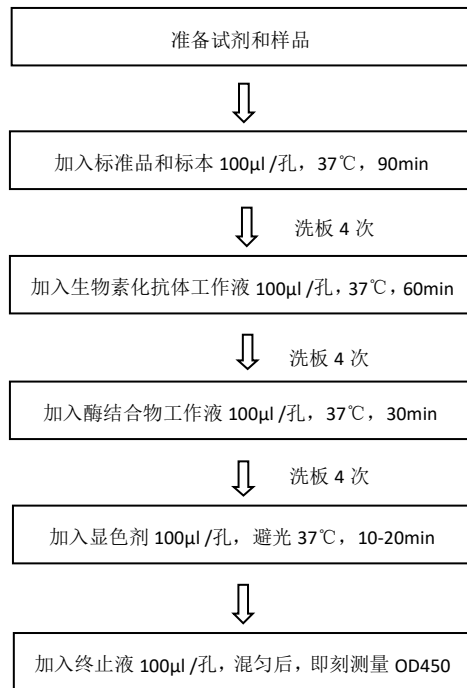 准备试剂和样品
加入标准品和标本 100μl /孔，37℃，90min
洗板 4 次
加入生物素化抗体工作液 100μl /孔，37℃，60min
洗板 4 次
加入酶结合物工作液 100μl /孔，37℃，30min
洗板 4 次
加入显色剂 100μl /孔，避光 37℃，10-20min
加入终止液 100μl /孔，混匀后，即刻测量 OD450